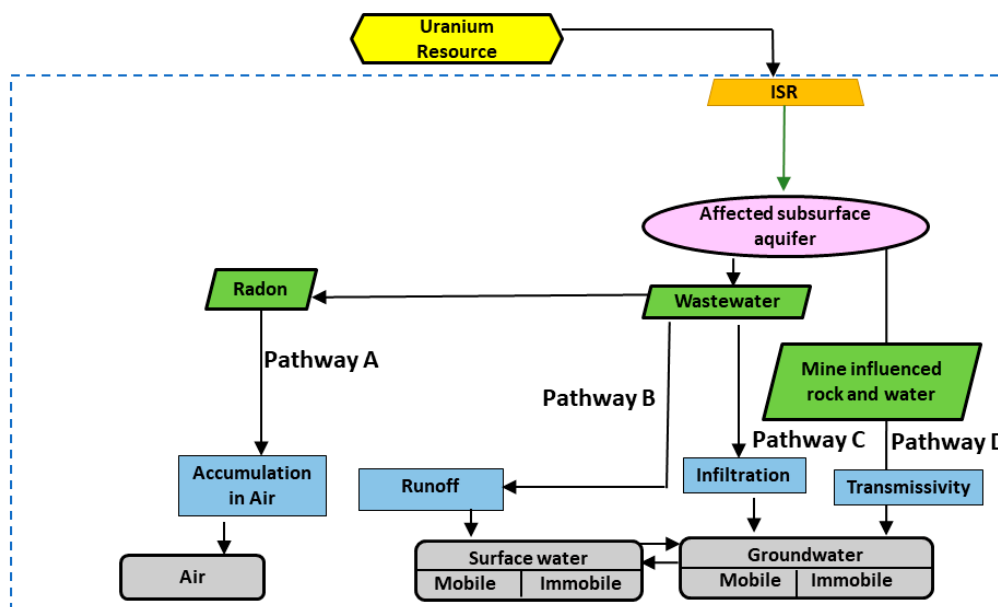 Uranium
Resource
ISR
Affected subsurface
aquifer
Radon
Wastewater
Pathway A
Mine influenced
rock and water
Pathway B
Pathway C
Pathway D
Accumulation
in Air
Runoff
Infiltration
Transmissivity
Air
Surface water
Mobile
Immobile
Groundwater
Mobile
Immobile